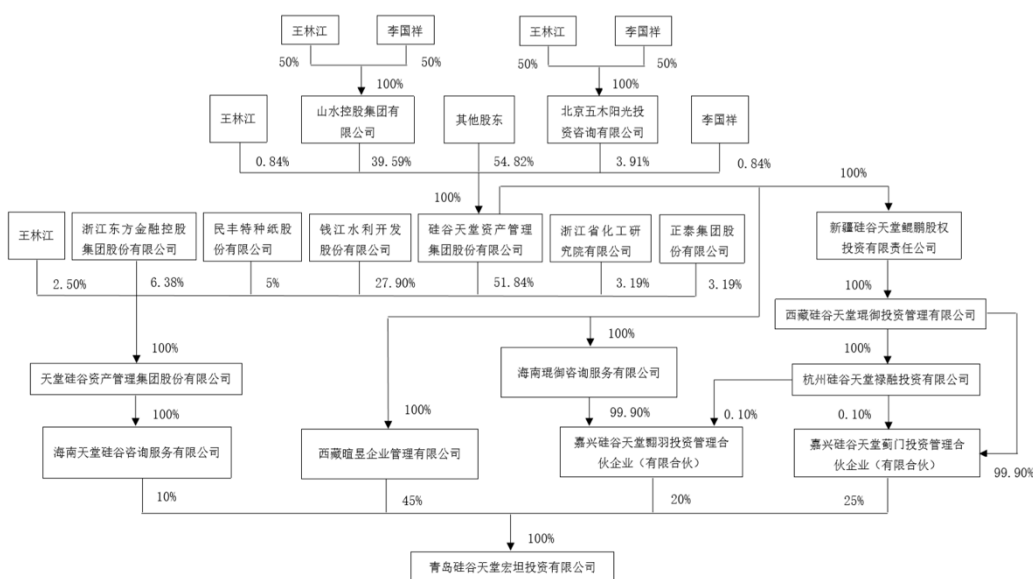 王林江
李国祥
王林江
李国祥
50%
50%
50%
50%
100%
100%
王林江
山水控股集团有
限公司
其他股东
北京五木阳光投
资咨询有限公司
李国祥
0.84%
39.59%
54.82%
3.91%
0.84%
100%
100%
王林江
浙江东方金融控股
集团股份有限公司
民丰特种纸股
份有限公司
钱江水利开发
股份有限公司
硅谷天堂资产管理
集团股份有限公司
浙江省化工研
究院有限公司
正泰集团股
份有限公司
新疆硅谷天堂鲲鹏股权
投资有限责任公司
2.50%
6.38%
5%
27.90%
51.84%
3.19%
3.19%
100%
西藏硅谷天堂琨御投资管理有限公司
100%
100%
100%
天堂硅谷资产管理集团股份有限公司
海南琨御咨询服务有限公司
杭州硅谷天堂禄融投资有限公司
100%
100%
99.90%
0.10%
0.10%
海南天堂硅谷咨询服务有限公司
西藏暄昱企业管理有限公司
嘉兴硅谷天堂翾羽投资管理合
伙企业（有限合伙）
嘉兴硅谷天堂蓟门投资管理合
伙企业（有限合伙）
99.90%
10%
45%
20%
25%
100%
青岛硅谷天堂宏坦投资有限公司